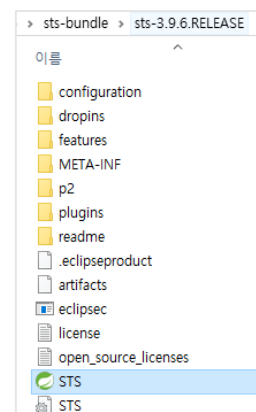 › sts-bundle › sts-3.9.6.RELEASE
이름
configuration
dropins
features
META-INF
p2
plugins
readme
.eclipseproduct
artifacts
eclipsec
license
open_source_licenses
STS
STS